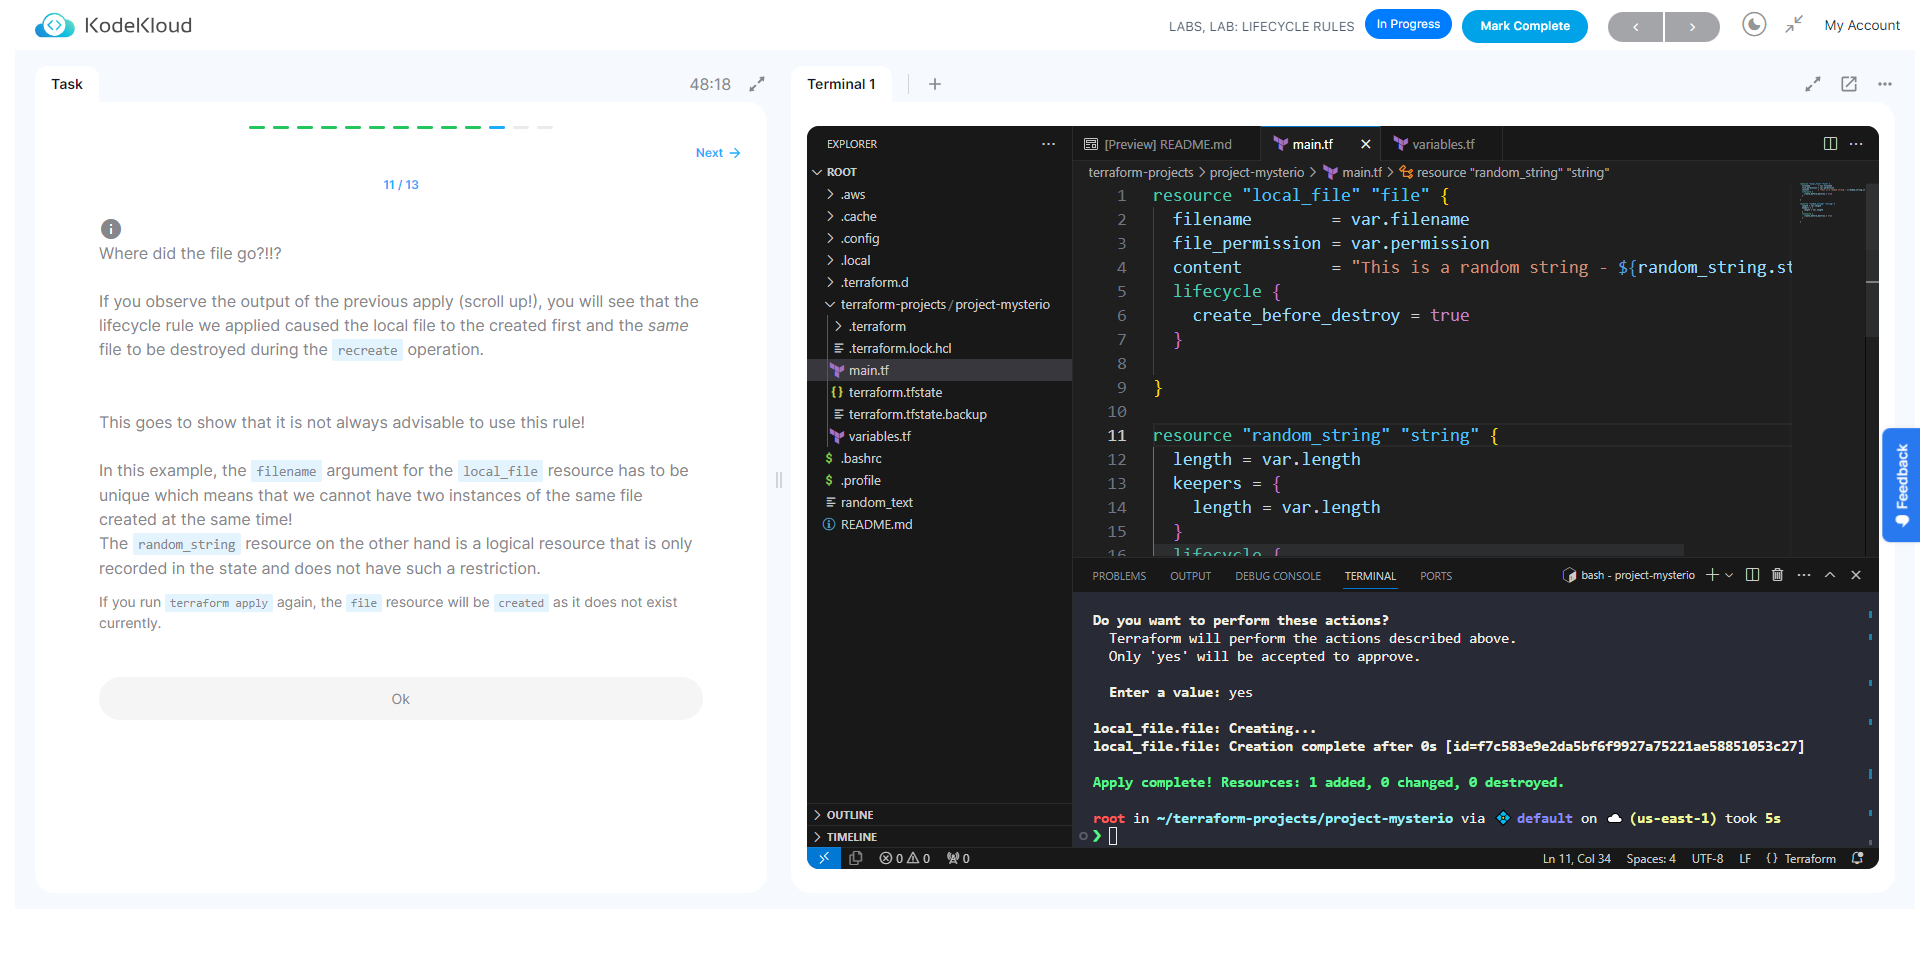 KodeKloud
LABS, LAB: LIFECYCLE RULES
In Progress
Mark Complete
My Account
Task
48:18
Next
11 / 13
Where did the file go?!!?
If you observe the output of the previous apply (scroll up!), you will see that the
lifecycle rule we applied caused the local file to the created first and the same
file to be destroyed during the recreate operation.
This goes to show that it is not always advisable to use this rule!
In this example, the filename argument for the local_file resource has to be
unique which means that we cannot have two instances of the same file
created at the same time!
The random_string resource on the other hand is a logical resource that is only
recorded in the state and does not have such a restriction.
If you run terraform apply again, the file resource will be created as it does not exist
currently.
Ok
Terminal 1
EXPLORER
ROOT
.aws
.cache
.config
.local
.terraform.d
terraform-projects / project-mysterio
.terraform
.terraform.lock.hcl
main.tf
terraform.tfstate
terraform.tfstate.backup
variables.tf
.bashrc
.profile
random_text
README.md
OUTLINE
TIMELINE
[Preview] README.md
main.tf
variables.tf
terraform-projects > project-mysterio > main.tf > resource "random_string" "string"
1 resource "local_file" "file" {
2 filename = var.filename
3 file_permission = var.permission
4 content = "This is a random string - ${random_string.st
5 lifecycle {
6 create_before_destroy = true
7 }
8
9 }
10
11 resource "random_string" "string" {
12 length = var.length
13 keepers = {
14 length = var.length
15 }
16 lifecycle {
PROBLEMS
OUTPUT
DEBUG CONSOLE
TERMINAL
PORTS
bash - project-mysterio
Do you want to perform these actions?
Terraform will perform the actions described above.
Only 'yes' will be accepted to approve.
Enter a value: yes
local_file.file: Creating...
local_file.file: Creation complete after 0s [id=f7c583e9e2da5bf6f9927a75221ae58851053c27]
Apply complete! Resources: 1 added, 0 changed, 0 destroyed.
root in ~/terraform-projects/project-mysterio via default on (us-east-1) took 5s
❯
0 0 0
Ln 11, Col 34
Spaces: 4
UTF-8
LF
{ } Terraform
Feedback